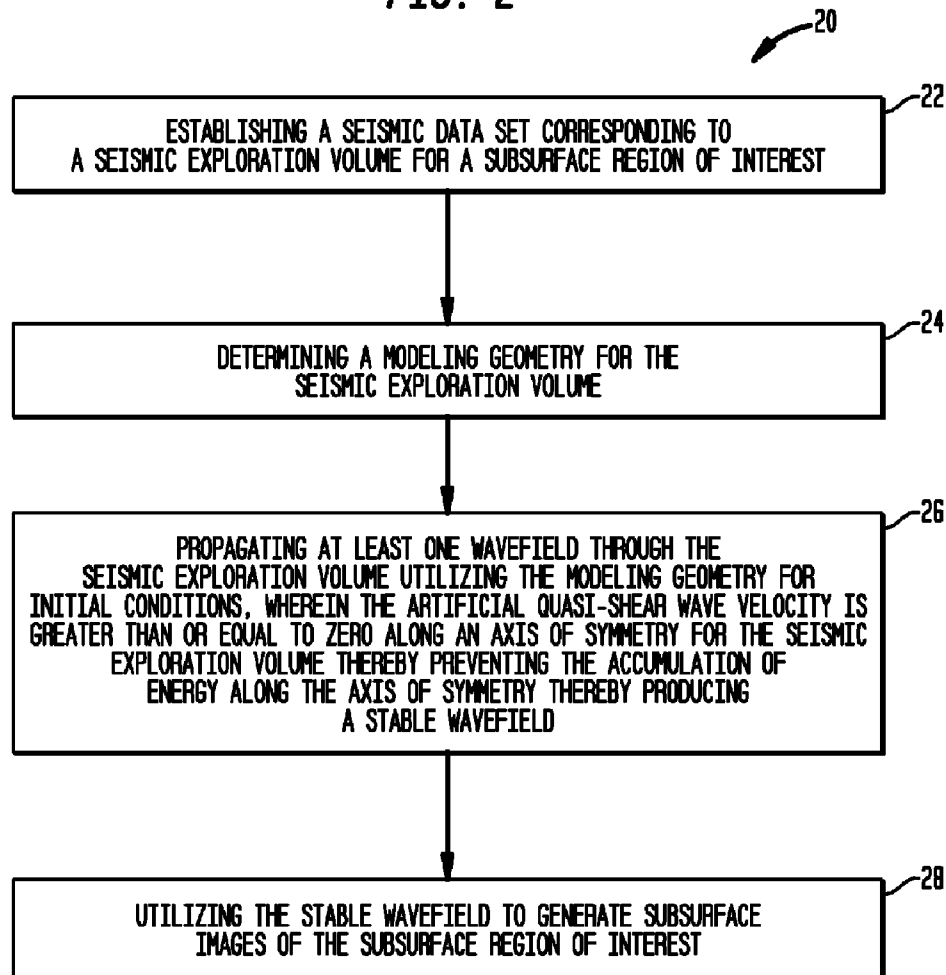 FIG. 2
20
22
ESTABLISHING A SEISMIC DATA SET CORRESPONDING TO
A SEISMIC EXPLORATION VOLUME FOR A SUBSURFACE REGION OF INTEREST
24
DETERMINING A MODELING GEOMETRY FOR THE
SEISMIC EXPLORATION VOLUME
26
PROPAGATING AT LEAST ONE WAVEFIELD THROUGH THE
SEISMIC EXPLORATION VOLUME UTILIZING THE MODELING GEOMETRY FOR
INITIAL CONDITIONS, WHEREIN THE ARTIFICIAL QUASI-SHEAR WAVE VELOCITY IS
GREATER THAN OR EQUAL TO ZERO ALONG AN AXIS OF SYMMETRY FOR THE SEISMIC
EXPLORATION VOLUME THEREBY PREVENTING THE ACCUMULATION OF
ENERGY ALONG THE AXIS OF SYMMETRY THEREBY PRODUCING
A STABLE WAVEFIELD
28
UTILIZING THE STABLE WAVEFIELD TO GENERATE SUBSURFACE
IMAGES OF THE SUBSURFACE REGION OF INTEREST